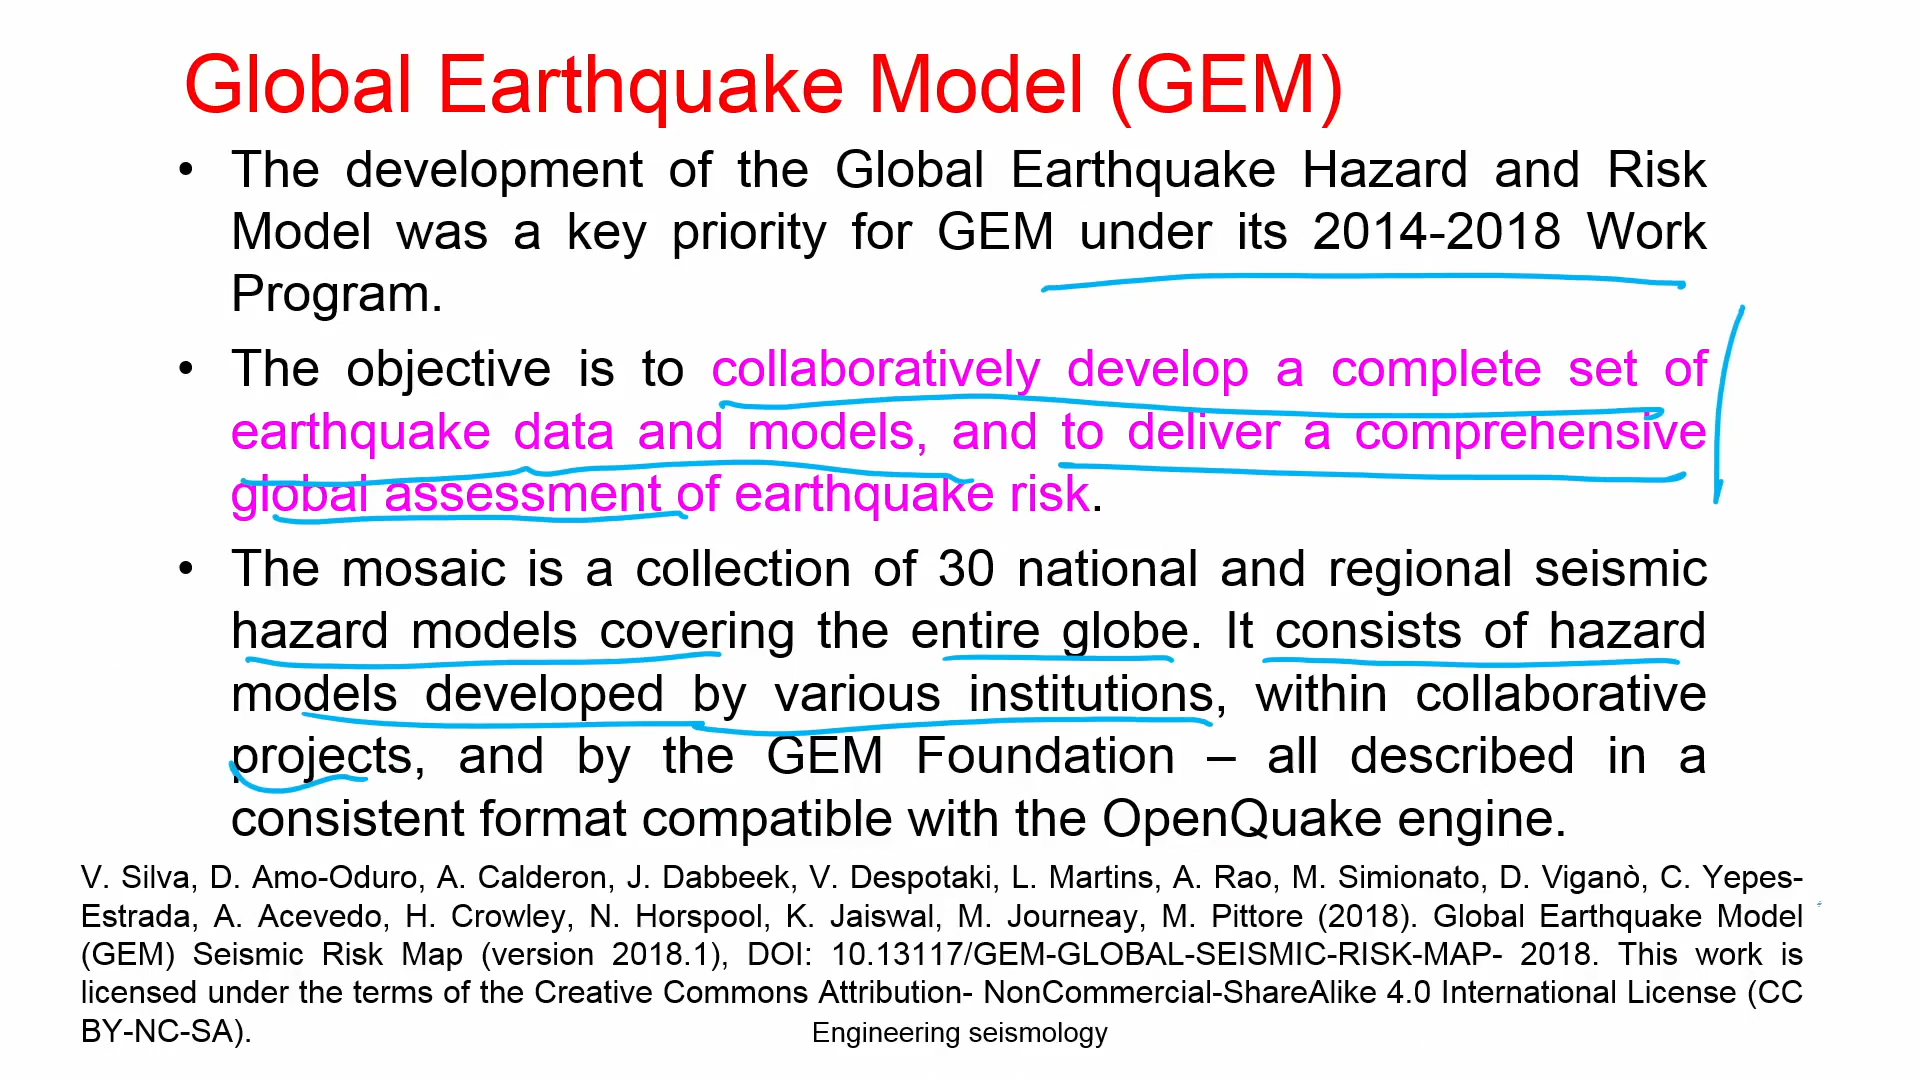 Global Earthquake Model (GEM)
• The development of the Global Earthquake Hazard and Risk
Model was a key priority for GEM under its 2014-2018 Work
Program.
• The objective is to collaboratively develop a complete set of
earthquake data and models, and to deliver a comprehensive
global assessment of earthquake risk.
• The mosaic is a collection of 30 national and regional seismic
hazard models covering the entire globe. It consists of hazard
models developed by various institutions, within collaborative
projects, and by the GEM Foundation – all described in a
consistent format compatible with the OpenQuake engine.
V. Silva, D. Amo-Oduro, A. Calderon, J. Dabbeek, V. Despotaki, L. Martins, A. Rao, M. Simionato, D. Viganò, C. Yepes-
Estrada, A. Acevedo, H. Crowley, N. Horspool, K. Jaiswal, M. Journeay, M. Pittore (2018). Global Earthquake Model
(GEM) Seismic Risk Map (version 2018.1), DOI: 10.13117/GEM-GLOBAL-SEISMIC-RISK-MAP- 2018. This work is
licensed under the terms of the Creative Commons Attribution- NonCommercial-ShareAlike 4.0 International License (CC
BY-NC-SA).
Engineering seismology